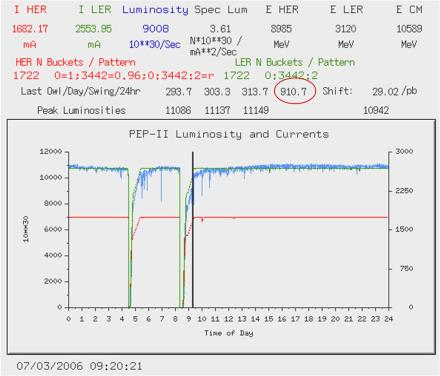 I HER I LER Luminosity Spec Lum E HER E LER E CM
1682.17 2553.95 9008 3.61 8985 3120 10589
mA mA 10**30/Sec N*10**30 / mA**2/Sec MeV MeV MeV
HER N Buckets / Pattern LER N Buckets / Pattern
1722 0=1;3442=0.96;0:3442:2=r 1722 0:3442:2
Last Owl/Day/Swing/24hr 293.7 303.3 313.7 910.7 Shift: 29.02 /pb
Peak Luminosities 11086 11137 11149 10942
PEP-II Luminosity and Currents
12000 3000
10000
2250
8000
10**30
6000 1500
4000
750
2000
0 0
0 1 2 3 4 5 6 7 8 9 10 11 12 13 14 15 16 17 18 19 20 21 22 23 24
Time of Day
07/03/2006 09:20:21